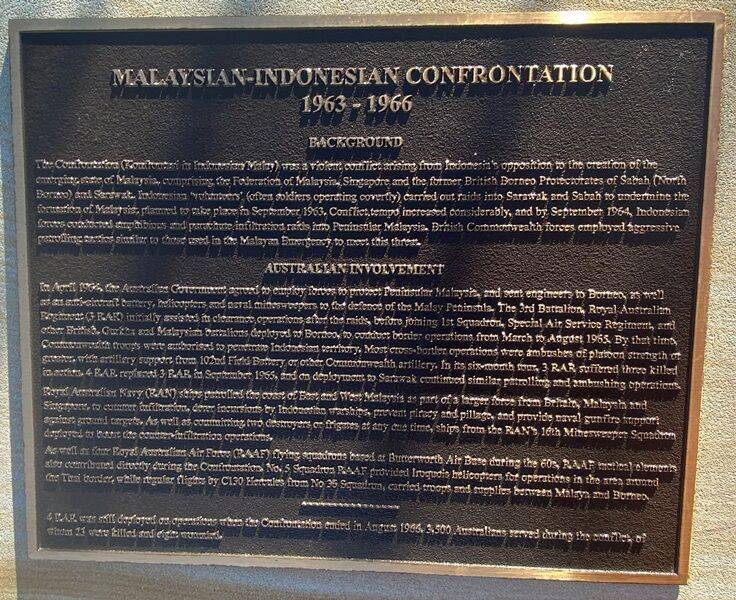 MALAYSIAN-INDONESIAN CONFRONTATION
1963 - 1966
BACKGROUND
The Confrontation (Konfrontasi in Indonesian/Malay) was a violent conflict arising from Indonesia's opposition to the creation of the
emerging state of Malaysia, comprising the Federation of Malaysia, Singapore and the former British Borneo Protectorates of Sabah (North
Borneo) and Sarawak. Indonesian 'volunteers' (often soldiers operating covertly) carried out raids into Sarawak and Sabah to undermine the
formation of Malaysia, planned to take place in September 1963. Conflict tempo increased considerably, and by September 1964, Indonesian
forces conducted amphibious and parachute infiltration raids into Peninsular Malaysia. British Commonwealth forces employed aggressive
patrolling tactics similar to those used in the Malayan Emergency to meet this threat.
AUSTRALIAN INVOLVEMENT
In April 1964, the Australian Government agreed to employ forces to protect Peninsular Malaysia, and sent engineers to Borneo, as well
as an anti-aircraft battery, helicopters and naval minesweepers to the defence of the Malay Peninsula. The 3rd Battalion, Royal Australian
Regiment (3 RAR) initially assisted in clearance operations after the raids, before joining 1st Squadron, Special Air Service Regiment, and
other British, Gurkha and Malaysian battalions deployed to Borneo, to conduct border operations from March to August 1965. By that time,
Commonwealth troops were authorised to penetrate Indonesian territory. Most cross-border operations were ambushes of platoon strength or
greater, with artillery support from 102nd Field Battery, or other Commonwealth artillery. In its six-month tour, 3 RAR suffered three killed
in action. 4 RAR replaced 3 RAR in September 1965, and on deployment to Sarawak continued similar patrolling and ambushing operations.
Royal Australian Navy (RAN) ships patrolled the coast of East and West Malaysia as part of a larger force from Britain, Malaysia and
Singapore, to counter infiltration, deter incursions by Indonesian warships, prevent piracy and pillage, and provide naval gunfire support
against ground targets. As well as committing two destroyers or frigates at any one time, ships from the RAN's 16th Minesweeper Squadron
deployed to boost the counter-infiltration operations.
As well as four Royal Australian Air Force (RAAF) flying squadrons based at Butterworth Air Base during the 60s, RAAF tactical elements
also contributed directly during the Confrontation. No. 5 Squadron RAAF provided Iroquois helicopters for operations in the area around
the Thai border, while regular flights by C130 Hercules from No 36 Squadron, carried troops and supplies between Malaya and Borneo.
4 RAR was still deployed on operations when the Confrontation ended in August 1966. 3,500 Australians served during the conflict, of
whom 23 were killed and eight wounded.